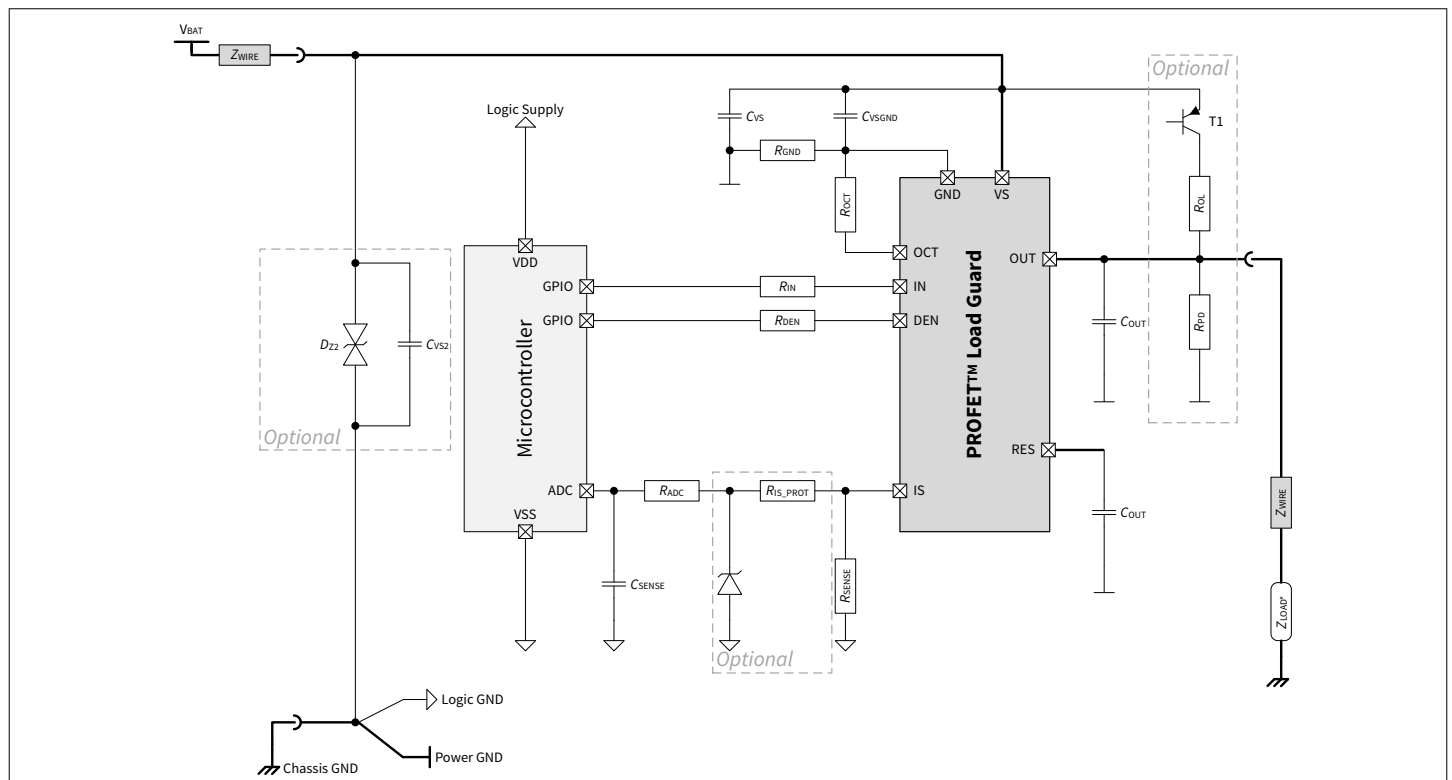 VBAT
ZWIRE
Optional
Logic Supply
CVS
CVSGND
T1
RGND
ROCT
ROL
GND
VS
VDD
OCT
OUT
GPIO
RIN
IN
GPIO
RDEN
DEN
DZ2
CVS2
COUT
RPD
Optional
Microcontroller
PROFET™ Load Guard
RES
ADC
RADC
RIS_PROT
IS
VSS
COUT
ZWIRE
CSENSE
RSENSE
ZLOAD*
Optional
Logic GND
Power GND
Chassis GND